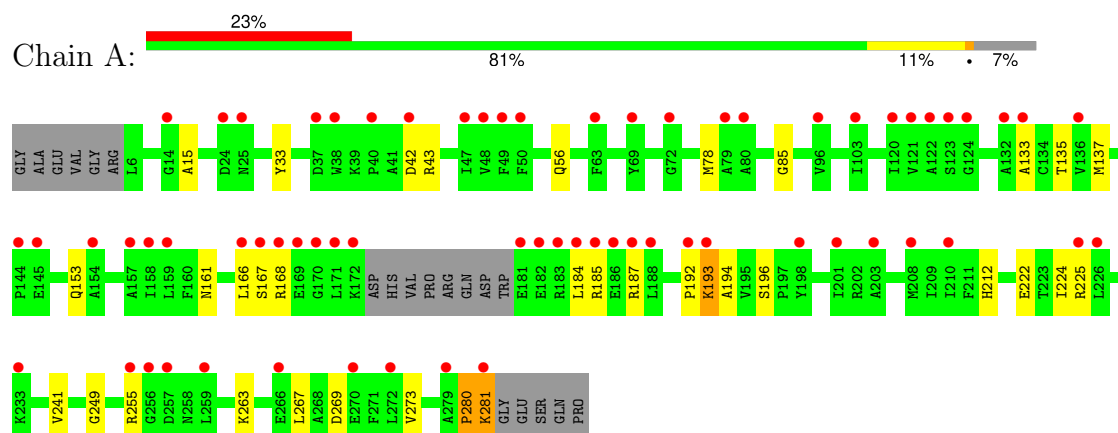 23%
Chain A:
81% 11% • 7%
GLY ALA GLU VAL GLY ARG L6 G14 A15 D24 N25 Y33 D37 W38 K39 P40 A41 D42 R43 I47 V48 F49 F50 Q56 F63 Y69 G72 M78 A79 A80 G85 V96 I103 I120 V121 A122 S123 G124 A132 A133 C134 T135 V136 M137
P144 E145 Q153 A154 A157 I158 L159 F160 N161 L166 S167 R168 E169 G170 L171 K172 ASP HIS VAL PRO ARG GLN ASP TRP E181 E182 R183 L184 R185 E186 R187 L188 P192 K193 A194 V195 S196 P197 Y198 I201 R202 A203 M208 I209 I210 F211 H212 E222 T223 I224 R225 L226
K233 V241 G249 R255 G256 D257 N258 L259 K263 E266 L267 A268 D269 E270 F271 L272 V273 A279 P280 K281 GLY GLU SER GLN PRO